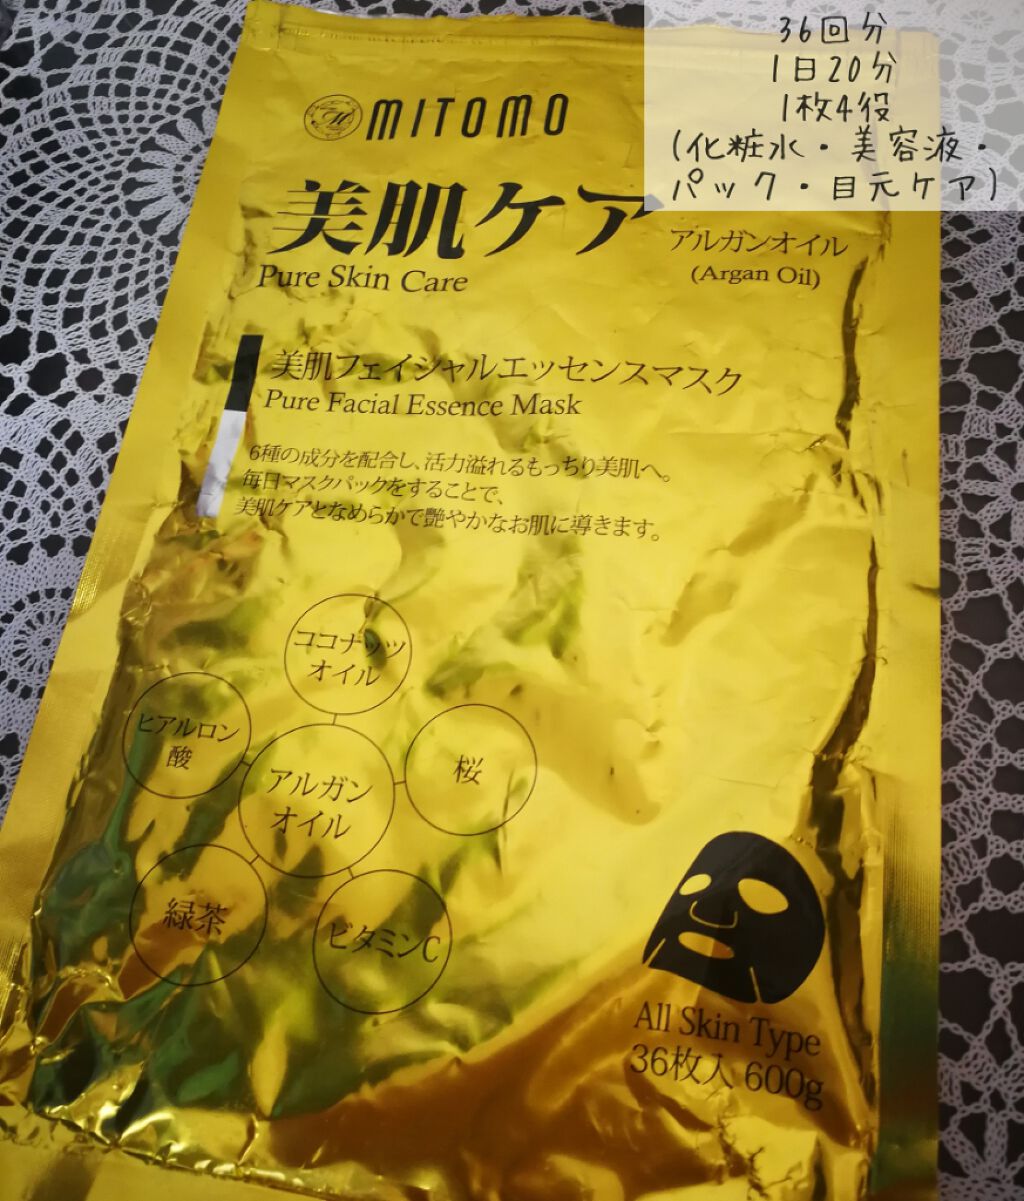 36回分
1日20分
1枚4役
(化粧水・美容液・
パック・目元ケア)
MITOMO
美肌ケア
アルガンオイル
(Argan Oil)
Pure Skin Care
美肌フェイシャルエッセンスマスク
Pure Facial Essence Mask
6種の成分を配合し、活力溢れるもっちり美肌へ。
毎日マスクパックをすることで、
美肌ケアとなめらかで艶やかなお肌に導きます。
ココナッツ
オイル
ヒアルロン
酸
アルガン
オイル
桜
緑茶
ビタミンC
All Skin Type
36枚入 600g